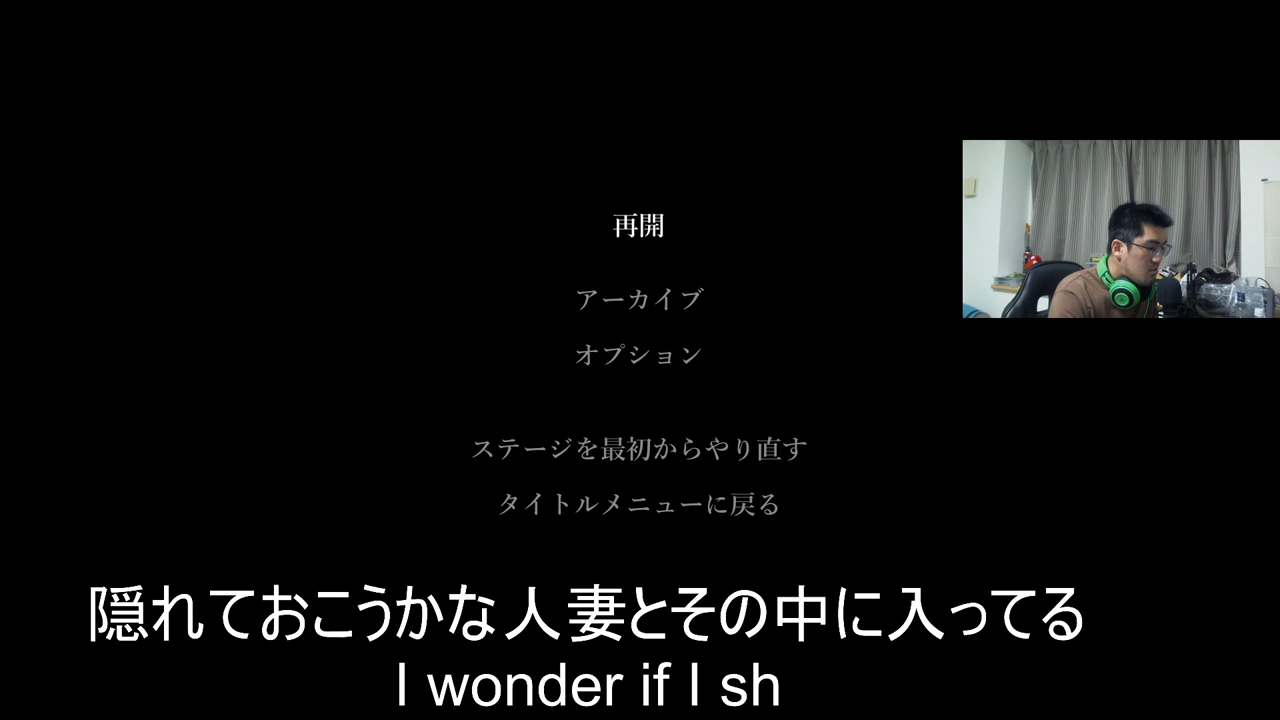 再開
アーカイブ
オプション
ステージを最初からやり直す
タイトルメニューに戻る
隠れておこうかな人妻とその中に入ってる
I wonder if I sh